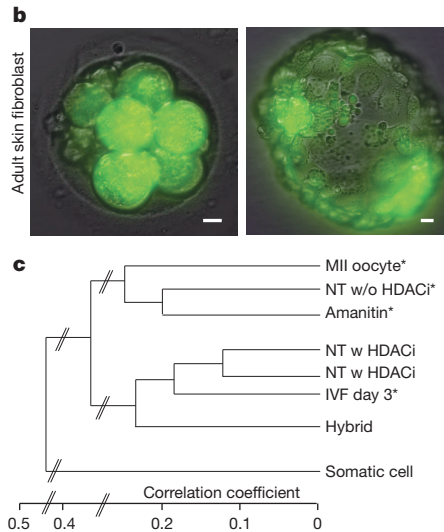 b
Adult skin fibroblast
c
MII oocyte*
NT w/o HDACi*
Amanitin*
NT w HDACi
NT w HDACi
IVF day 3*
Hybrid
Somatic cell
Correlation coefficient
0.5 0.4 0.2 0.1 0